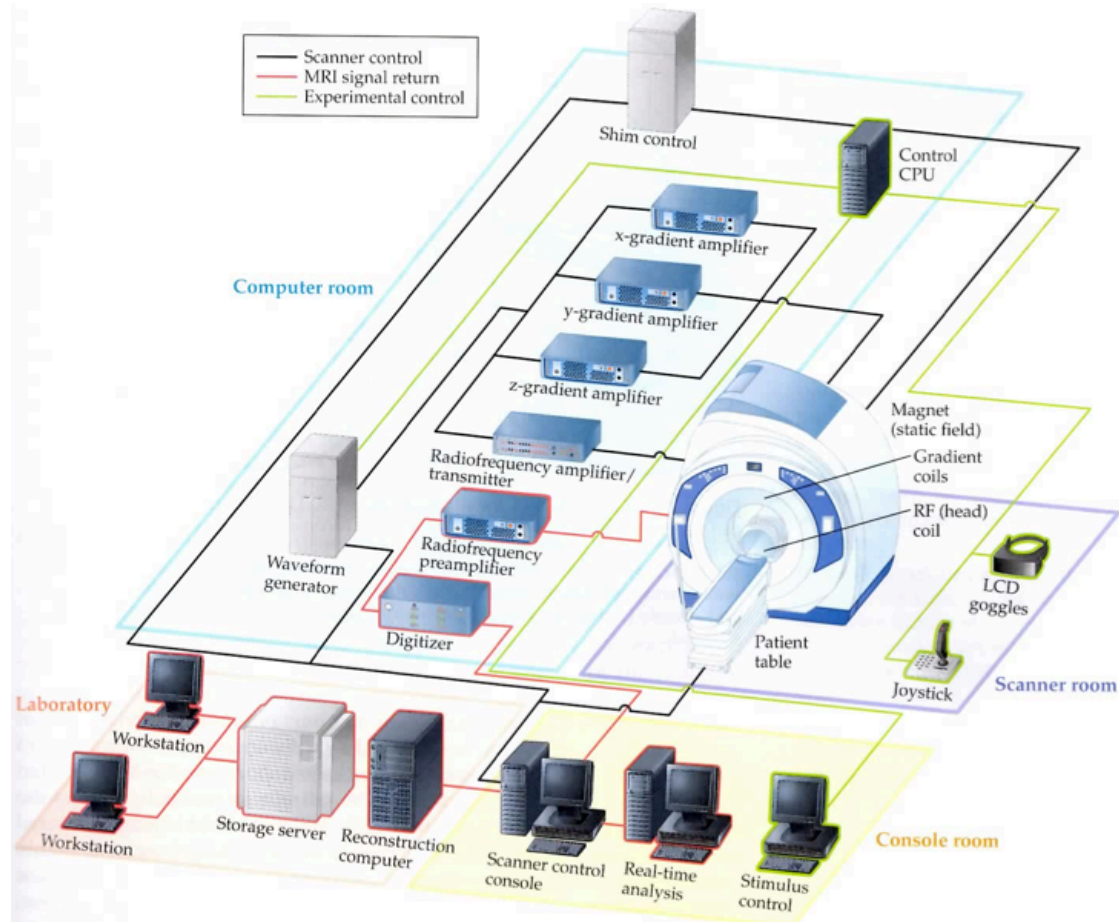 Scanner control
MRI signal return
Experimental control
Shim control
Control
CPU
x-gradient amplifier
Computer room
y-gradient amplifier
z-gradient amplifier
Magnet
(static field)
Gradient
coils
Radiofrequency amplifier/
transmitter
RF (head)
coil
Waveform
generator
Radiofrequency
preamplifier
LCD
goggles
Digitizer
Patient
table
Joystick
Scanner room
Laboratory
Workstation
Workstation
Storage server
Reconstruction
computer
Scanner control
console
Real-time
analysis
Stimulus
control
Console room